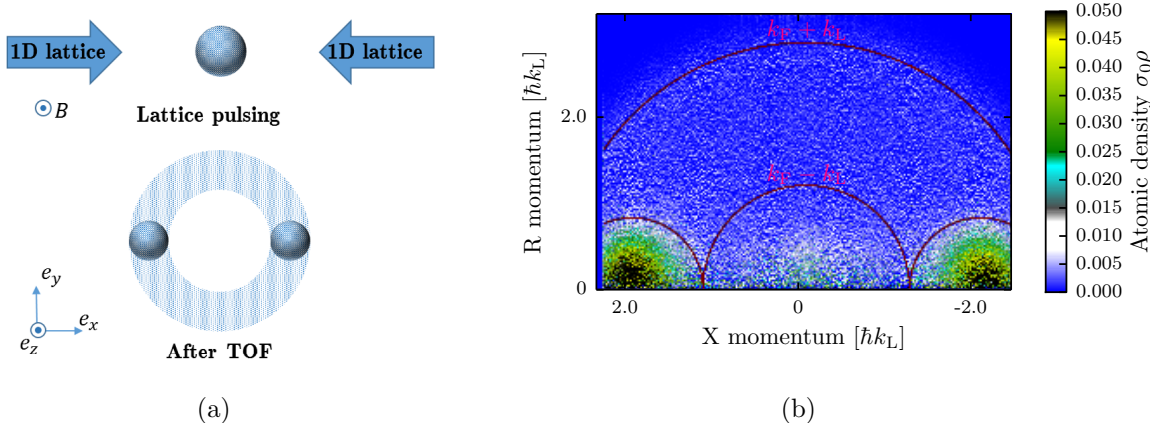 1D lattice
1D lattice
B
Lattice pulsing
e_y
e_x
e_z
After TOF
(a)
k_F + k_L
k_F − k_L
R momentum [ħk_L]
2.0
0
2.0
0
-2.0
X momentum [ħk_L]
0.050
0.045
0.040
0.035
0.030
0.025
0.020
0.015
0.010
0.005
0.000
Atomic density σ₀ρ
(b)